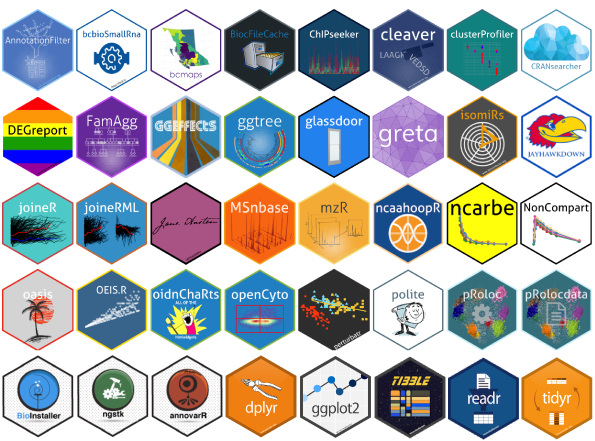 AnnotationFilter
bcbioSmallRna
bcmaps
BiocFileCache
ChIPseeker
cleaver
LAAGK
VEDSD
clusterProfiler
CRANsearcher
DEGreport
FamAgg
GGEFFECTS
ggtree
glassdoor
greta
isomiRs
JAYHAWKDOWN
joineR
joineRML
Jane Austen
MSnbase
mzR
ncaahoopR
ncarbe
NonCompart
oasis
OEIS.R
oidnChaRts
ALL OF THE
openCyto
perturbatr
polite
pRoloc
pRolocdata
BioInstaller
ngstk
annovarR
dplyr
ggplot2
TIBBLE
readr
tidyr